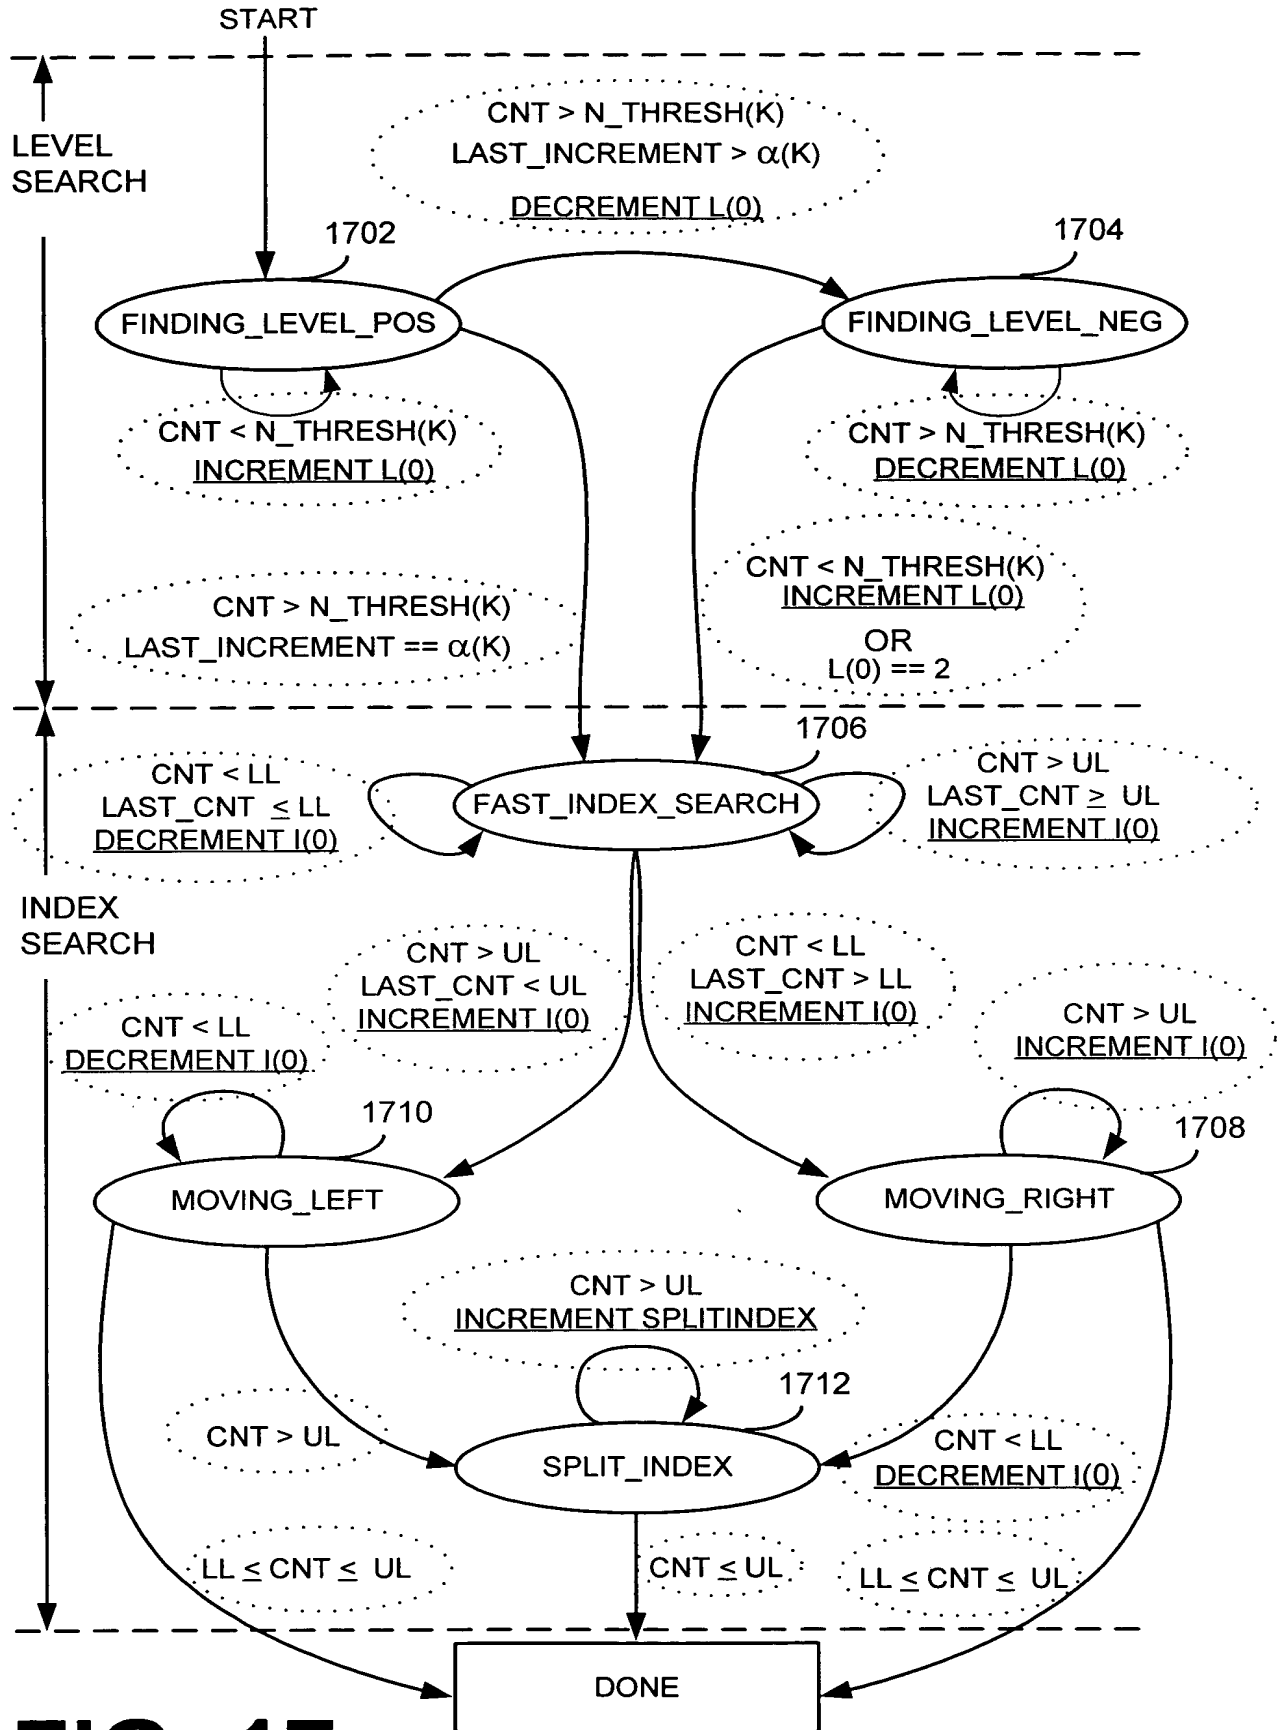 START
LEVEL
SEARCH
CNT > N_THRESH(K)
LAST_INCREMENT > α(K)
DECREMENT L(0)
1702
1704
FINDING_LEVEL_POS
FINDING_LEVEL_NEG
CNT < N_THRESH(K)
INCREMENT L(0)
CNT > N_THRESH(K)
DECREMENT L(0)
CNT > N_THRESH(K)
LAST_INCREMENT == α(K)
CNT < N_THRESH(K)
INCREMENT L(0)
OR
L(0) == 2
1706
CNT < LL
LAST_CNT ≤ LL
DECREMENT I(0)
FAST_INDEX_SEARCH
CNT > UL
LAST_CNT ≥ UL
INCREMENT I(0)
INDEX
SEARCH
CNT > UL
LAST_CNT < UL
INCREMENT I(0)
CNT < LL
LAST_CNT > LL
INCREMENT I(0)
CNT < LL
DECREMENT I(0)
CNT > UL
INCREMENT I(0)
1710
1708
MOVING_LEFT
MOVING_RIGHT
CNT > UL
INCREMENT SPLITINDEX
1712
CNT > UL
SPLIT_INDEX
CNT < LL
DECREMENT I(0)
LL ≤ CNT ≤ UL
CNT ≤ UL
LL ≤ CNT ≤ UL
DONE